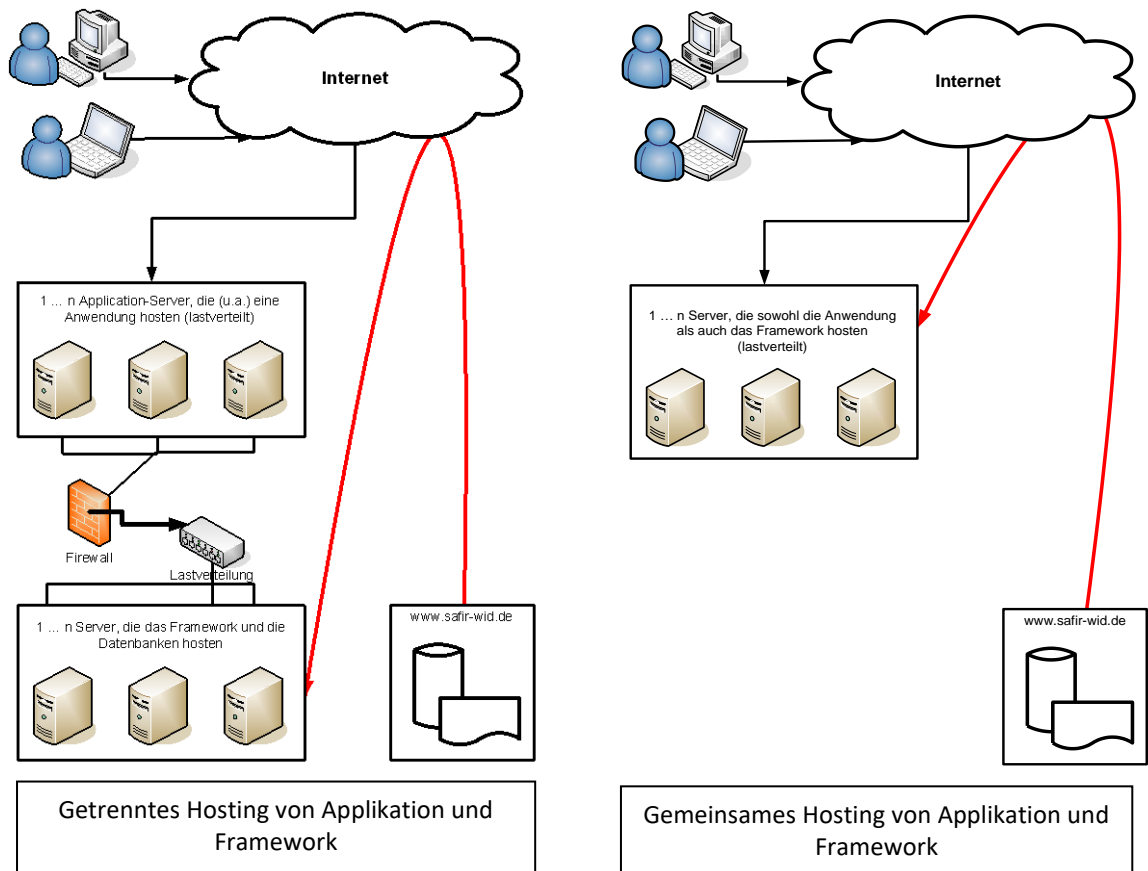 Internet
1 ... n Application-Server, die (u.a.) eine
Anwendung hosten (lastverteilt)
Firewall
Lastverteilung
1 ... n Server, die das Framework und die
Datenbanken hosten
www.safir-wid.de
Getrenntes Hosting von Applikation und
Framework
Internet
1 ... n Server, die sowohl die Anwendung
als auch das Framework hosten
(lastverteilt)
www.safir-wid.de
Gemeinsames Hosting von Applikation und
Framework